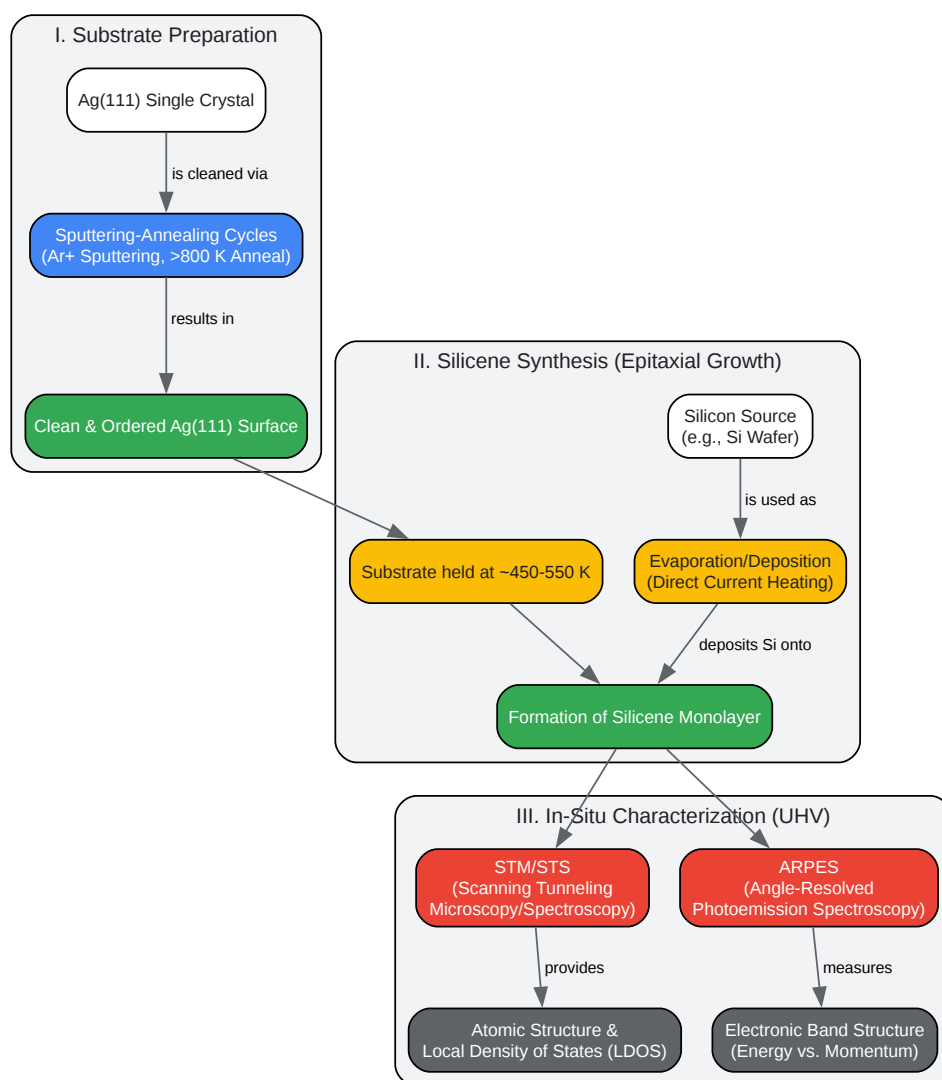 I. Substrate Preparation
Ag(111) Single Crystal
is cleaned via
Sputtering-Annealing Cycles
(Ar+ Sputtering, >800 K Anneal)
results in
Clean & Ordered Ag(111) Surface
II. Silicene Synthesis (Epitaxial Growth)
Silicon Source
(e.g., Si Wafer)
is used as
Substrate held at ~450-550 K
Evaporation/Deposition
(Direct Current Heating)
deposits Si onto
Formation of Silicene Monolayer
III. In-Situ Characterization (UHV)
STM/STS
(Scanning Tunneling
Microscopy/Spectroscopy)
ARPES
(Angle-Resolved
Photoemission Spectroscopy)
provides
measures
Atomic Structure &
Local Density of States (LDOS)
Electronic Band Structure
(Energy vs. Momentum)